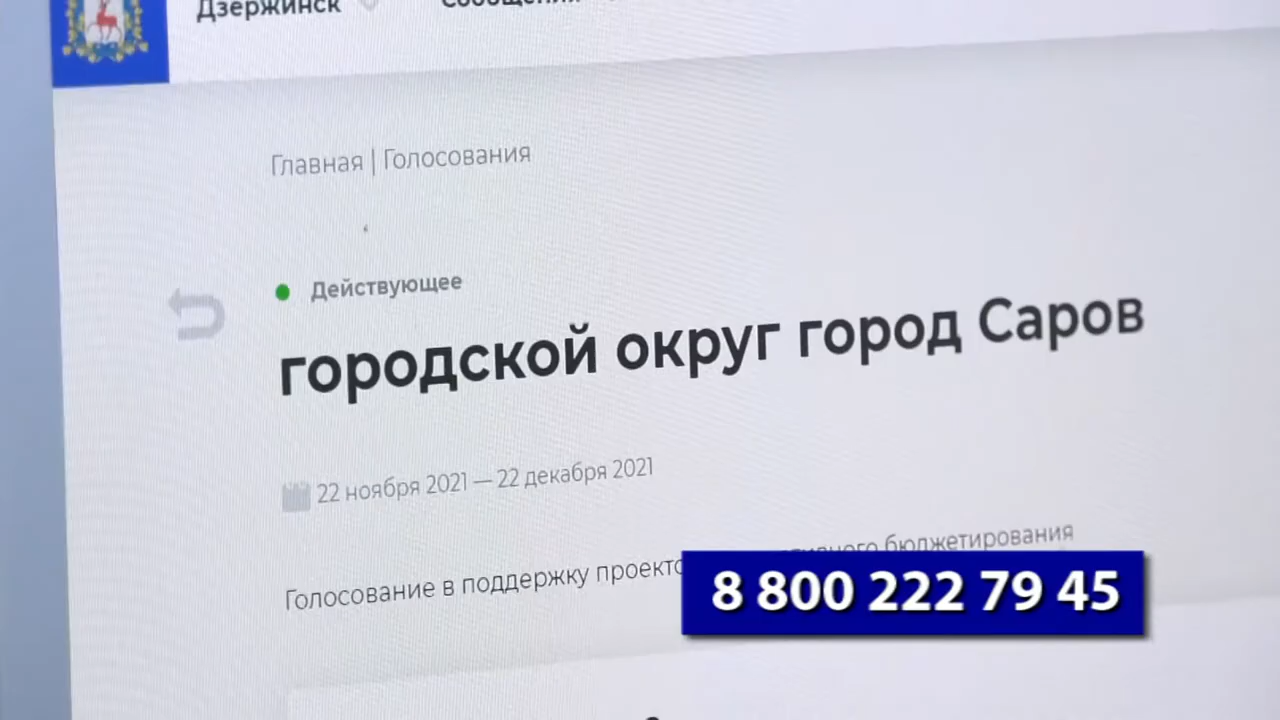 Дзержинск
Главная | Голосования
Действующее
городской округ город Саров
22 ноября 2021 — 22 декабря 2021
Голосование в поддержку бюджетирования
8 800 222 79 45